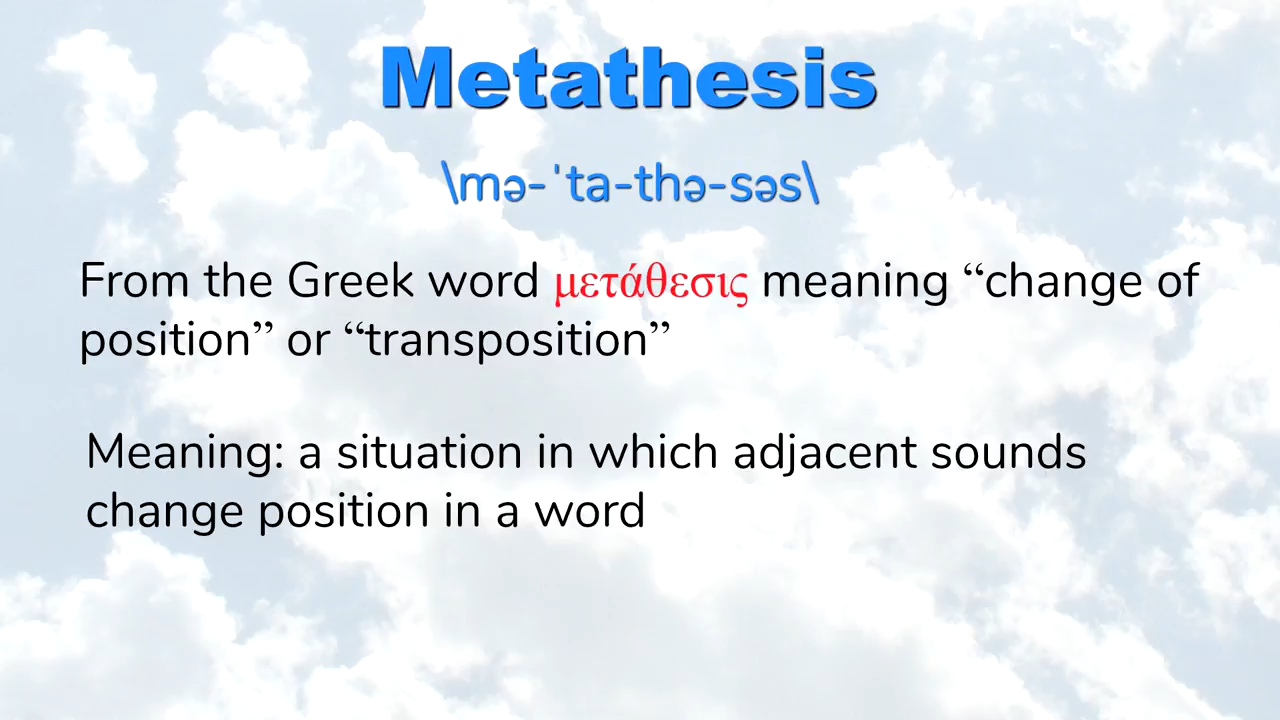 Metathesis
\mə-ˈta-thə-səs\
From the Greek word μετάθεσις meaning “change of
position” or “transposition”
Meaning: a situation in which adjacent sounds
change position in a word